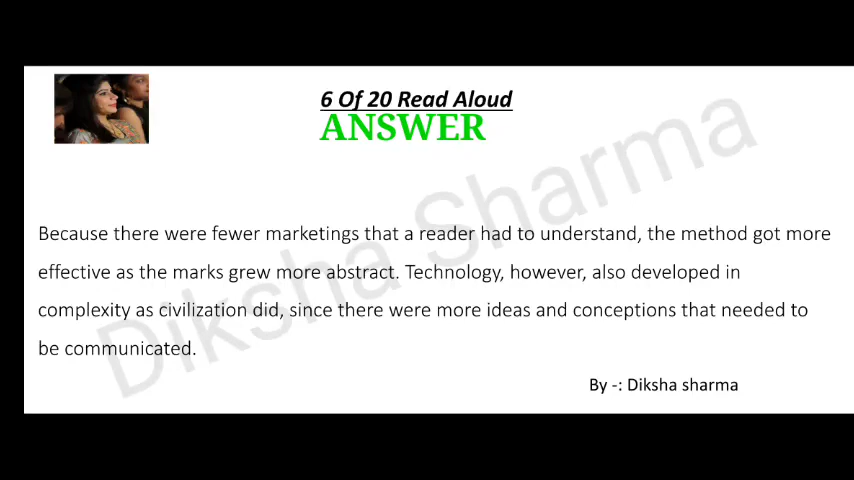 6 Of 20 Read Aloud
ANSWER
Because there were fewer marketings that a reader had to understand, the method got more
effective as the marks grew more abstract. Technology, however, also developed in
complexity as civilization did, since there were more ideas and conceptions that needed to
be communicated.
By -: Diksha sharma
Diksha Sharma